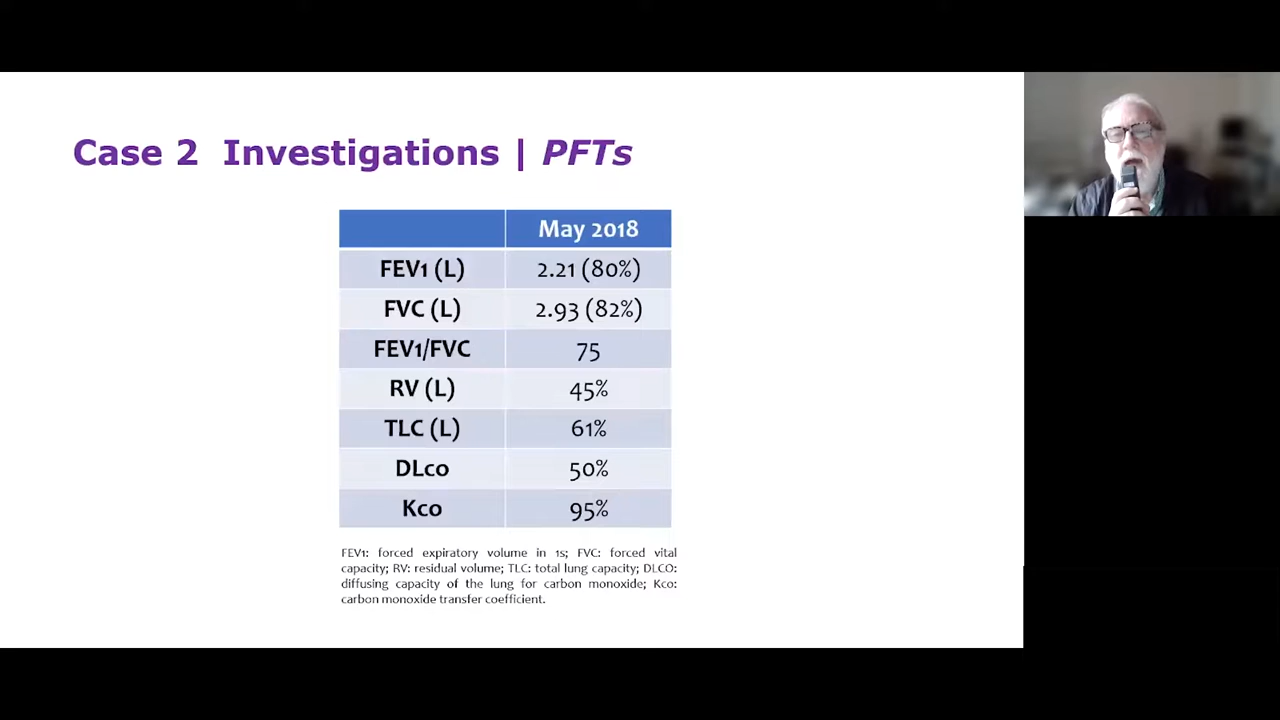 Case 2 Investigations | PFTs
May 2018
FEV1 (L) 2.21 (80%)
FVC (L) 2.93 (82%)
FEV1/FVC 75
RV (L) 45%
TLC (L) 61%
DLco 50%
Kco 95%
FEV1: forced expiratory volume in 1s; FVC: forced vital
capacity; RV: residual volume; TLC: total lung capacity; DLCO:
diffusing capacity of the lung for carbon monoxide; Kco:
carbon monoxide transfer coefficient.